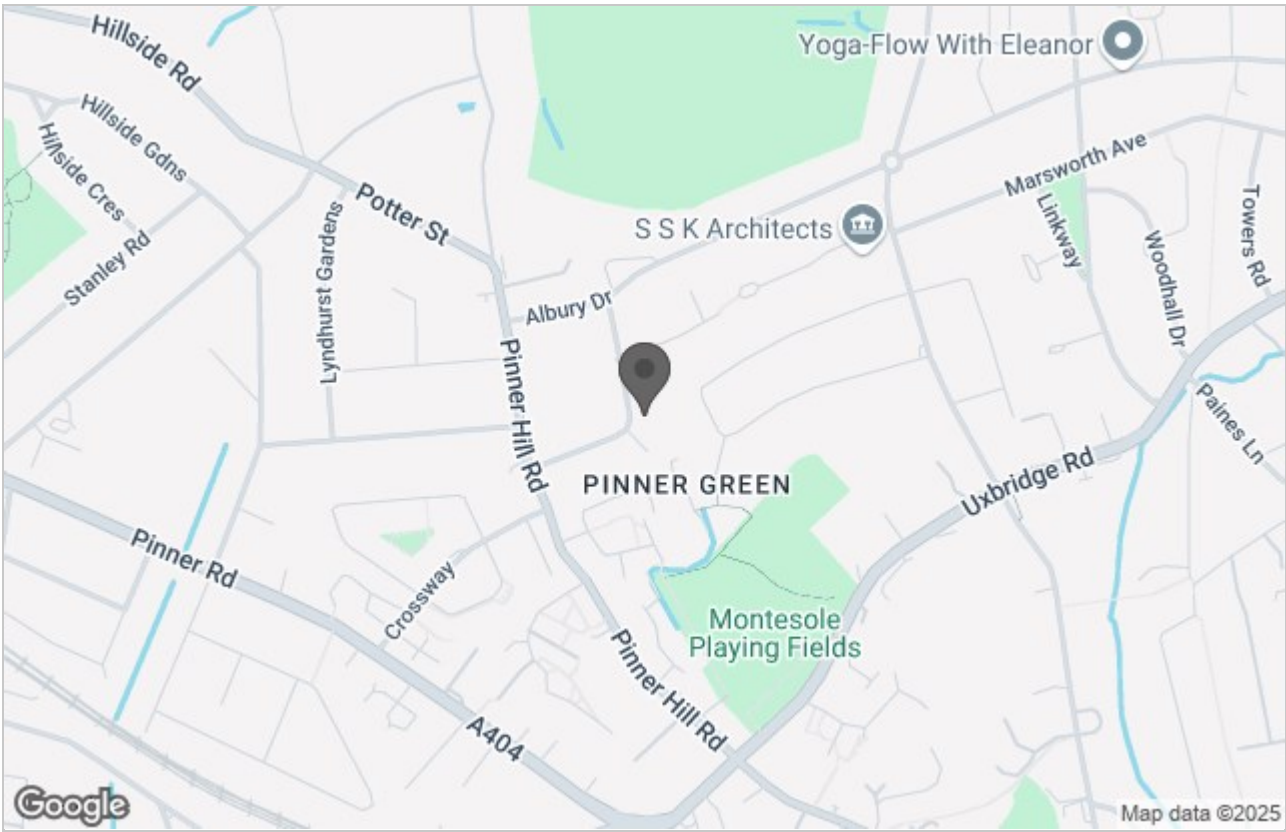 Hillside Rd
Yoga-Flow With Eleanor
Hillside Gdns
Hillside Cres
Marsworth Ave
Potter St
Linkway
Towers Rd
Lyndhurst Gardens
S S K Architects
Stanley Rd
Woodhall Dr
Albury Dr
Pinner Hill Rd
Paines Ln
PINNER GREEN
Uxbridge Rd
Pinner Rd
Crossway
Montesole
Playing Fields
Pinner Hill Rd
A404
Google
Map data ©2025